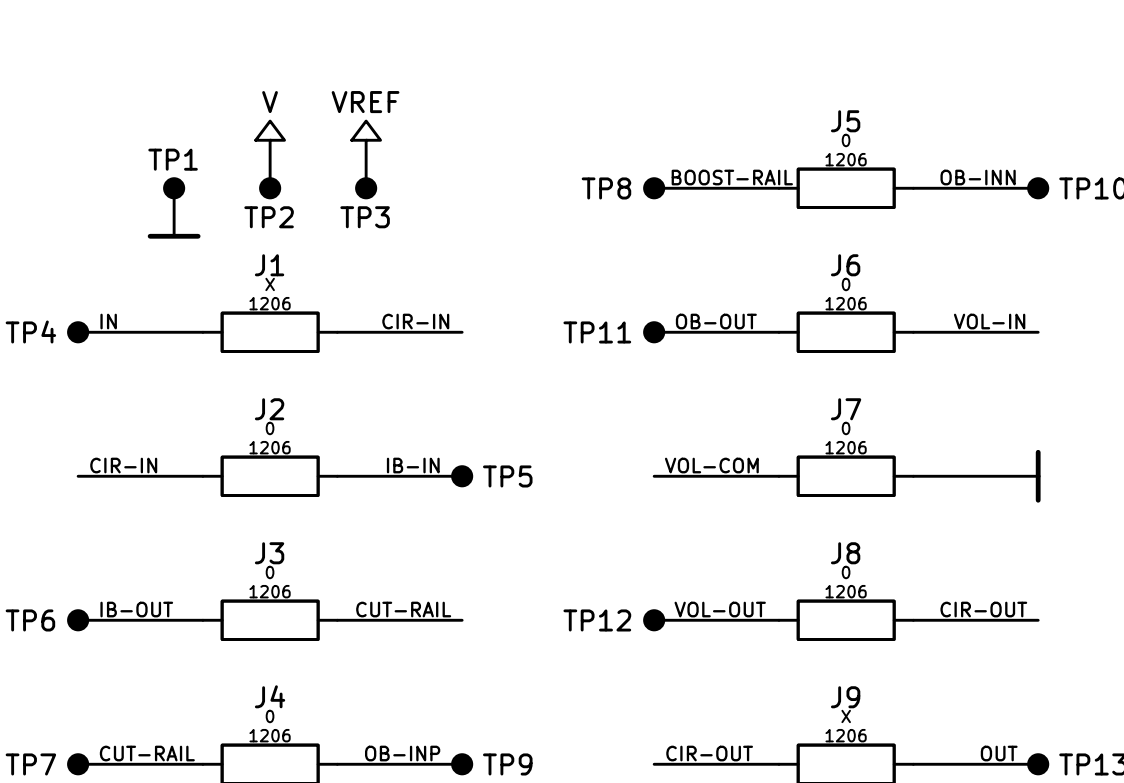 V
VREF
TP1
TP2
TP3
J1
X
1206
TP4
IN
CIR-IN
J2
0
1206
CIR-IN
IB-IN
TP5
J3
0
1206
TP6
IB-OUT
CUT-RAIL
J4
0
1206
TP7
CUT-RAIL
OB-INP
TP9
J5
0
1206
TP8
BOOST-RAIL
OB-INN
TP10
J6
0
1206
TP11
OB-OUT
VOL-IN
J7
0
1206
VOL-COM
J8
0
1206
TP12
VOL-OUT
CIR-OUT
J9
X
1206
CIR-OUT
OUT
TP13